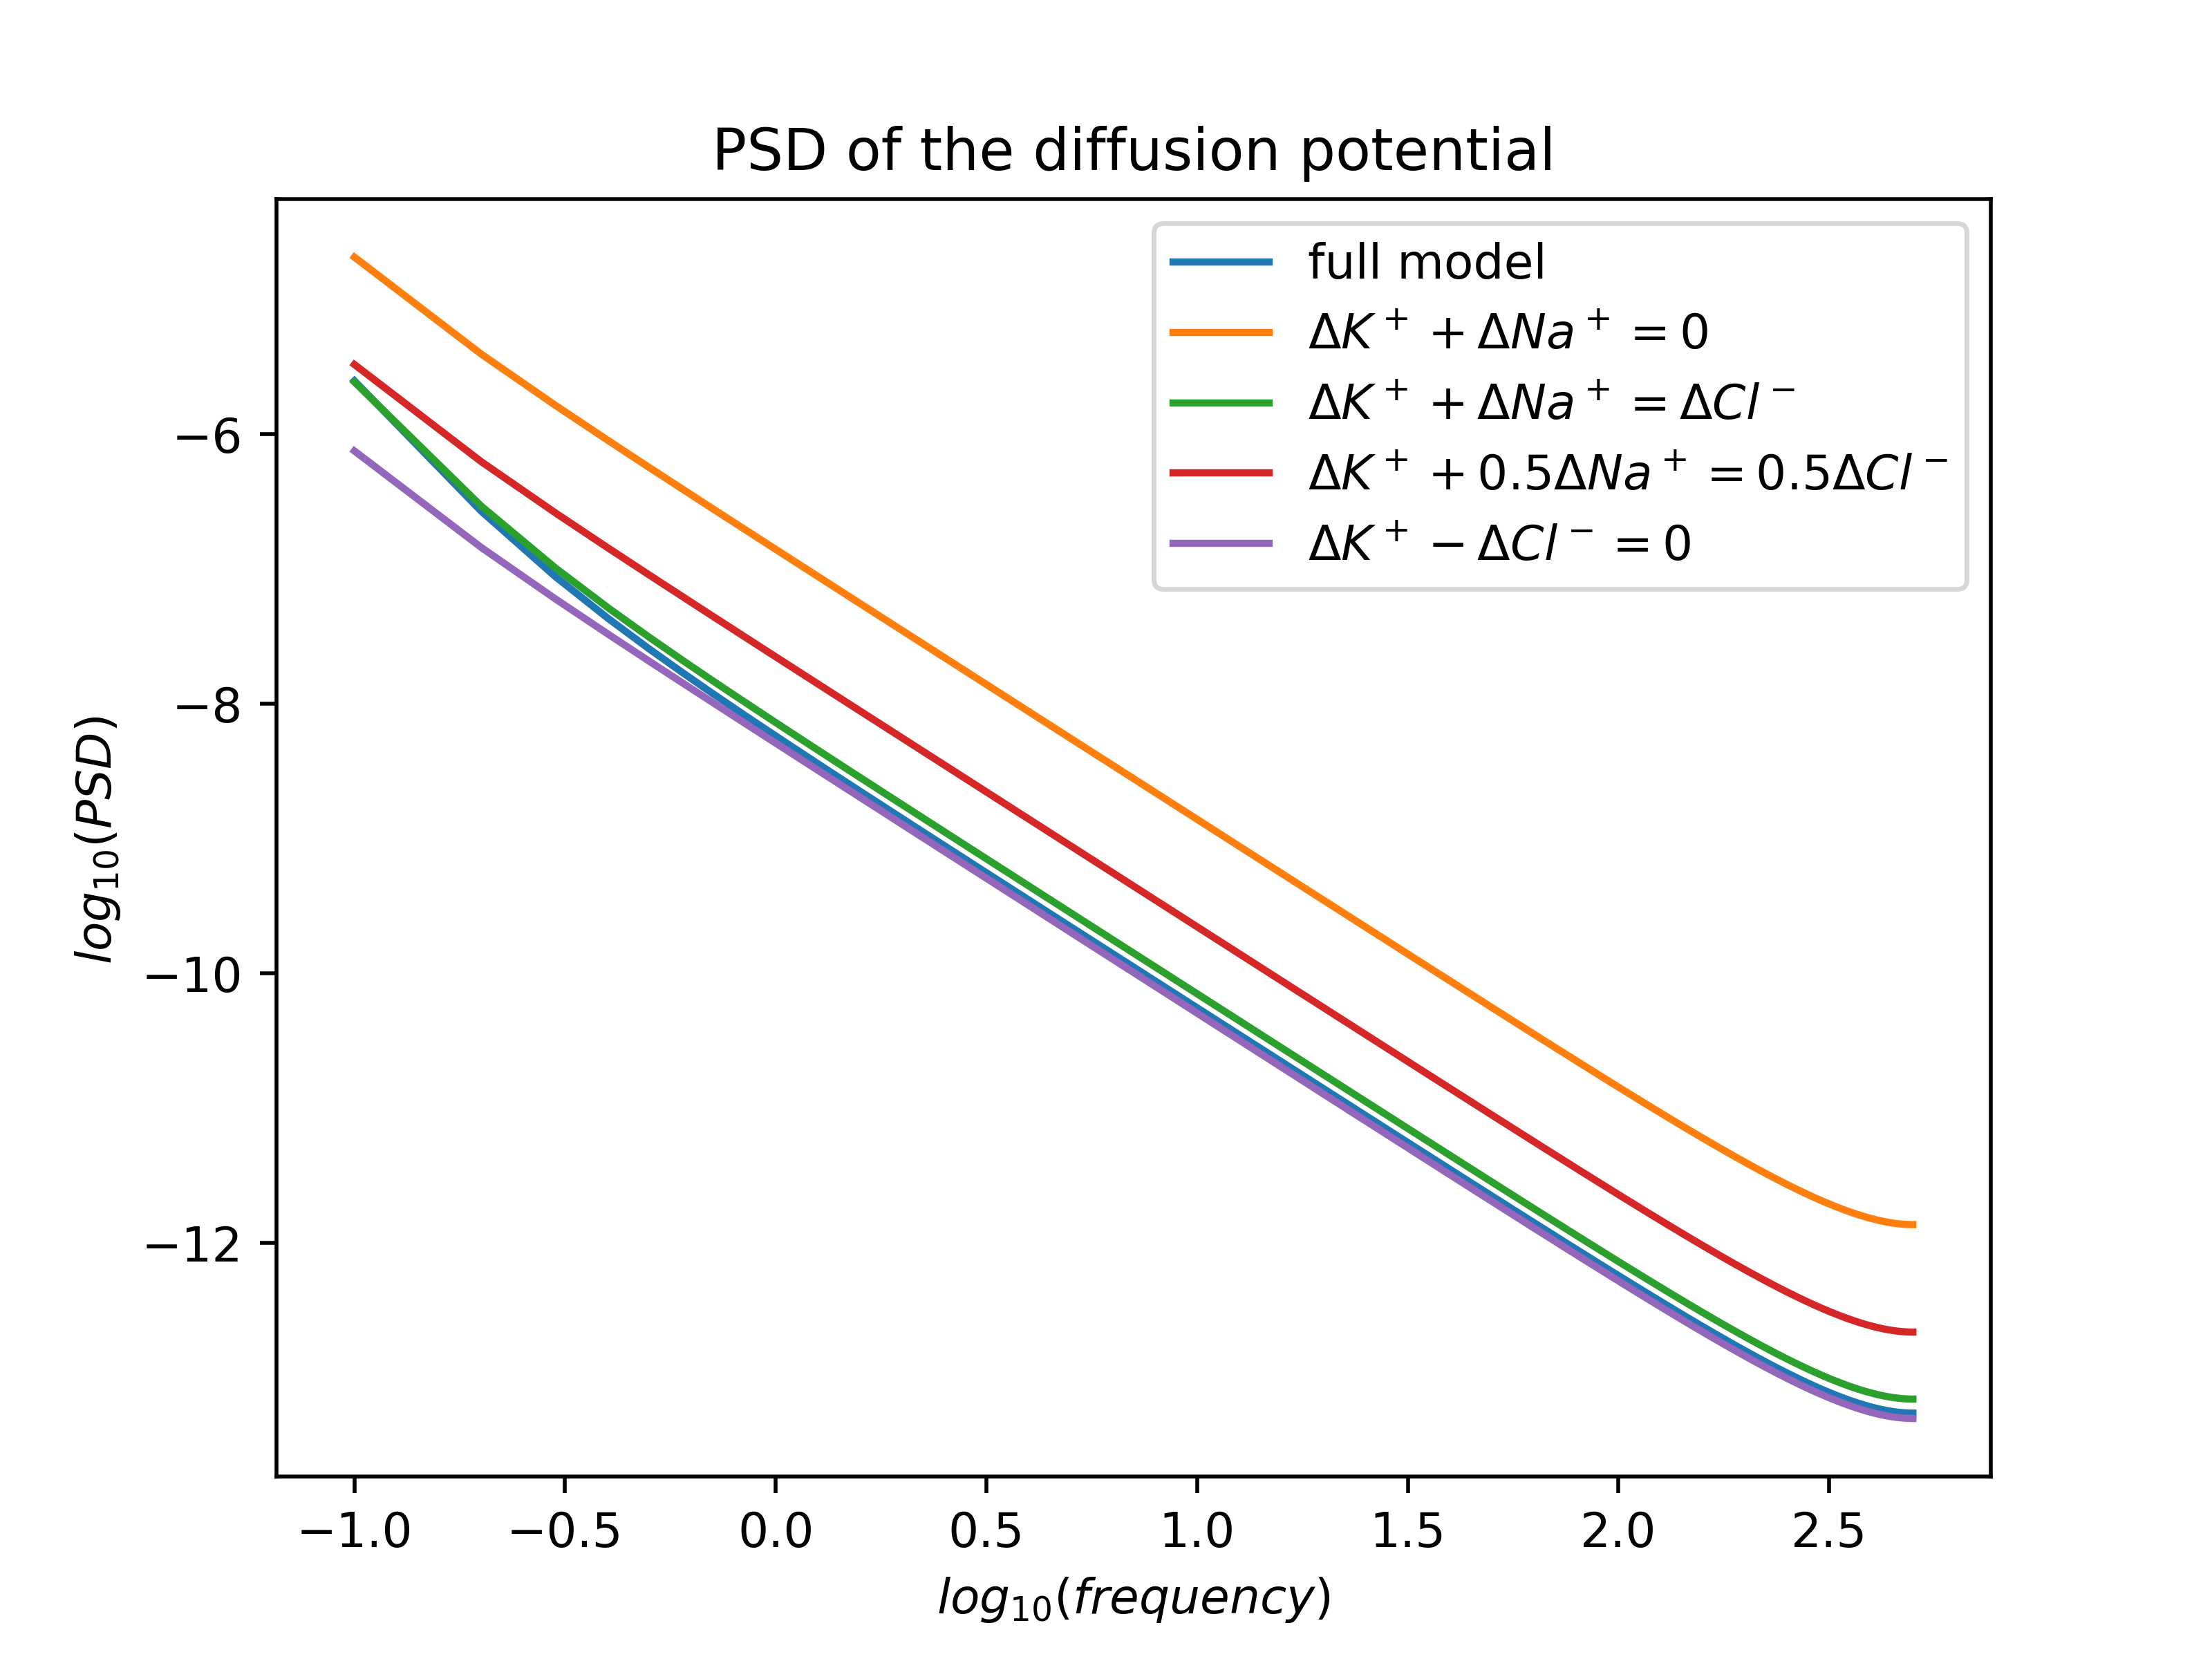 PSD of the diffusion potential
full model
ΔK⁺ + ΔNa⁺ = 0
ΔK⁺ + ΔNa⁺ = ΔCl⁻
ΔK⁺ + 0.5ΔNa⁺ = 0.5ΔCl⁻
ΔK⁺ − ΔCl⁻ = 0
log₁₀(PSD)
−6
−8
−10
−12
−1.0 −0.5 0.0 0.5 1.0 1.5 2.0 2.5
log₁₀(frequency)